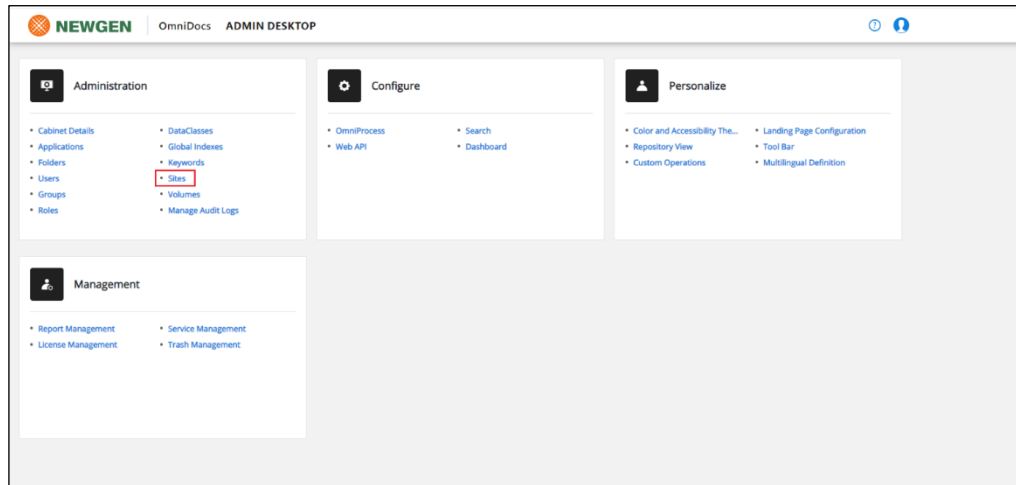 NEWGEN OmniDocs ADMIN DESKTOP
Administration
• Cabinet Details
• Applications
• Folders
• Users
• Groups
• Roles
• DataClasses
• Global Indexes
• Keywords
• Sites
• Volumes
• Manage Audit Logs
Configure
• OmniProcess
• Web API
• Search
• Dashboard
Personalize
• Color and Accessibility The...
• Repository View
• Custom Operations
• Landing Page Configuration
• Tool Bar
• Multilingual Definition
Management
• Report Management
• License Management
• Service Management
• Trash Management